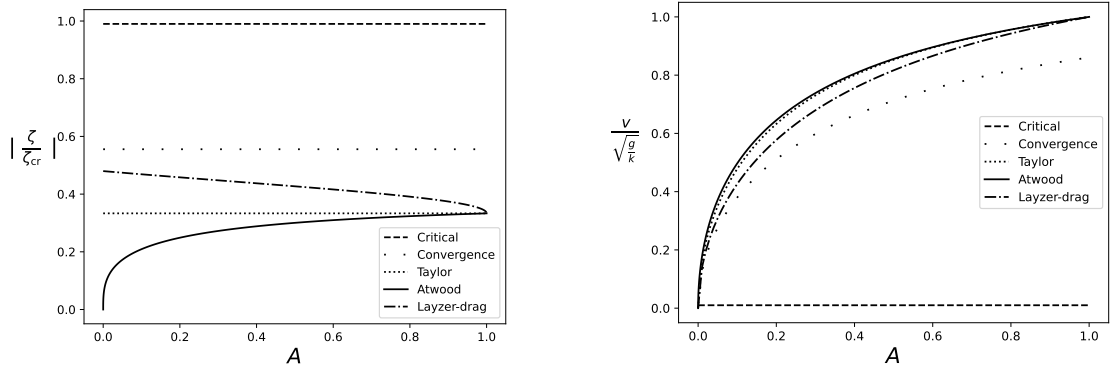 1.0
0.8
0.6
0.4
0.2
0.0
| ζ/ζcr |
0.0 0.2 0.4 0.6 0.8 1.0
A
Critical
Convergence
Taylor
Atwood
Layzer-drag
1.0
0.8
0.6
0.4
0.2
0.0
v/√(g/k)
0.0 0.2 0.4 0.6 0.8 1.0
A
Critical
Convergence
Taylor
Atwood
Layzer-drag